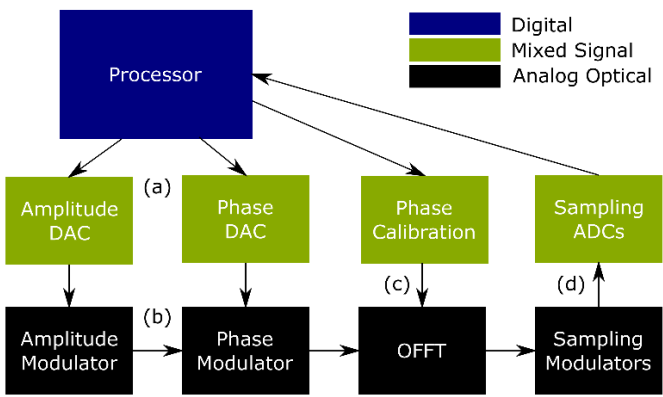 Processor
Digital
Mixed Signal
Analog Optical
(a)
Amplitude
DAC
Phase
DAC
Phase
Calibration
Sampling
ADCs
(b)
(c)
(d)
Amplitude
Modulator
Phase
Modulator
OFFT
Sampling
Modulators